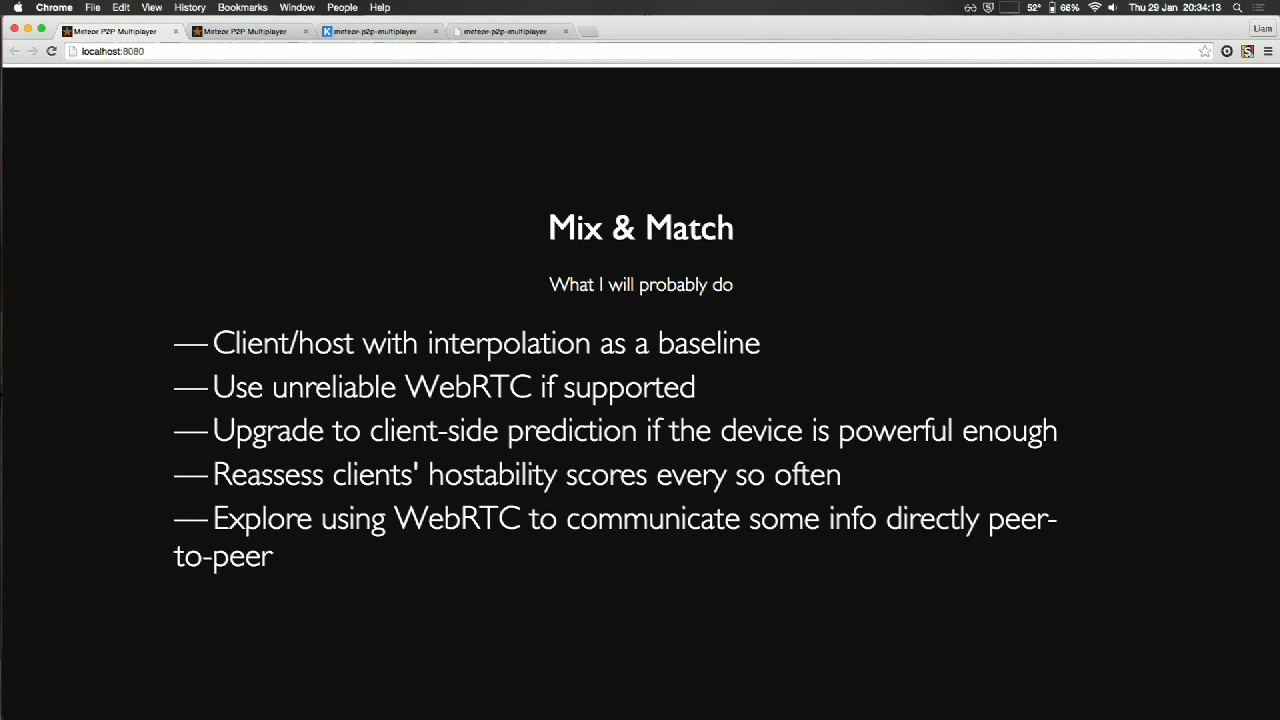 Chrome File Edit View History Bookmarks Window People Help 52° 66% Thu 29 Jan 20:34:13
Meteor P2P Multiplayer Meteor P2P Multiplayer meteor-p2p-multiplayer meteor-p2p-multiplayer Liam
localhost:8080
Mix & Match
What I will probably do
— Client/host with interpolation as a baseline
— Use unreliable WebRTC if supported
— Upgrade to client-side prediction if the device is powerful enough
— Reassess clients' hostability scores every so often
— Explore using WebRTC to communicate some info directly peer-
to-peer